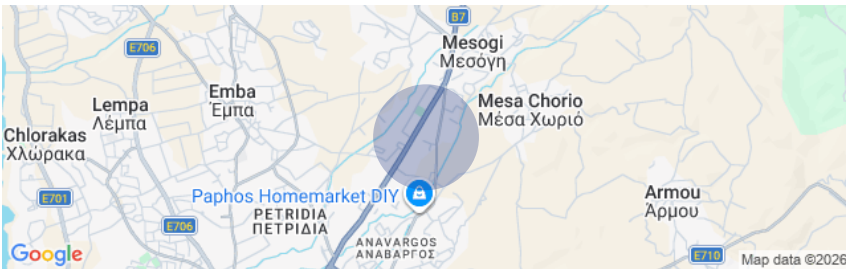 B7
Mesogi
Μεσόγη
E706
Emba
Έμπα
Mesa Chorio
Μέσα Χωριό
Lempa
Λέμπα
Chlorakas
Χλώρακα
Paphos Homemarket DIY
E701
PETRIDIA
ΠΕΤΡΙΔΙΑ
E706
Armou
Άρμου
ANAVARGOS
ΑΝΑΒΑΡΓΟΣ
E710
Google
Map data ©2026